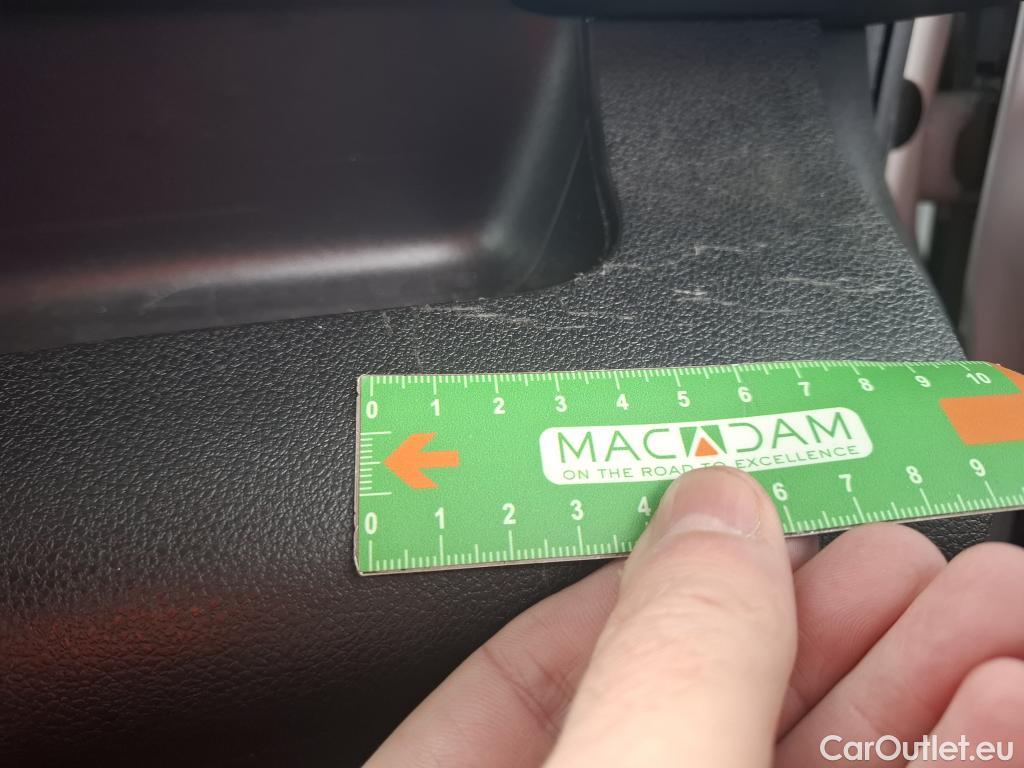 0 1 2 3 4 5 6 7 8 9 10
MACADAM
ON THE ROAD TO EXCELLENCE
0 1 2 3 4 6 7 8 9
CarOutlet.eu